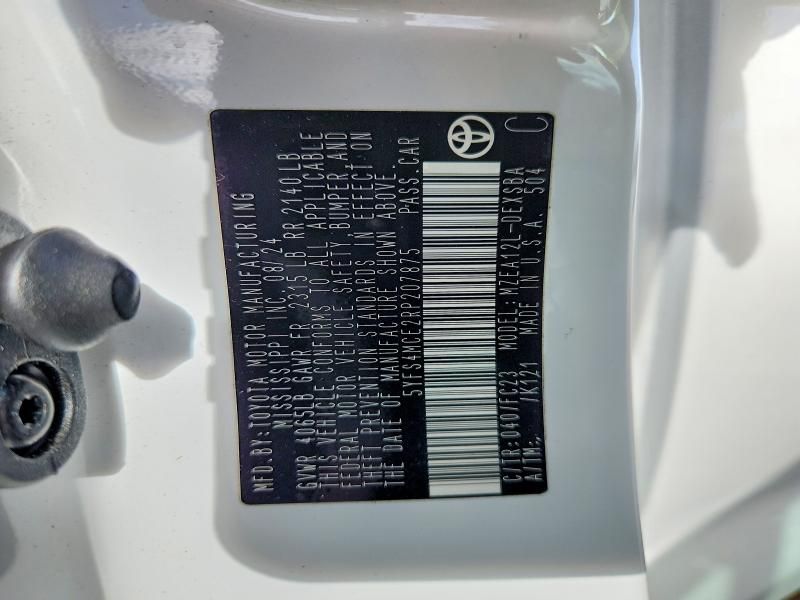 MFD. BY: TOYOTA MOTOR MANUFACTURING
MISSISSIPPI INC. 08/24
GVWR 4065LB GAWR FR 2315 LB RR 2140LB
THIS VEHICLE CONFORMS TO ALL APPLICABLE
FEDERAL MOTOR VEHICLE SAFETY BUMPER, AND
THEFT PREVENTION STANDARDS IN EFFECT ON
THE DATE OF MANUFACTURE SHOWN ABOVE.
5YFS4MCE2RP207875 PASS. CAR
C/TR: 040/FC23 MODEL: MZEA12L-DEXSBA
A/TM: /K121 MADE IN U.S.A. 504
C